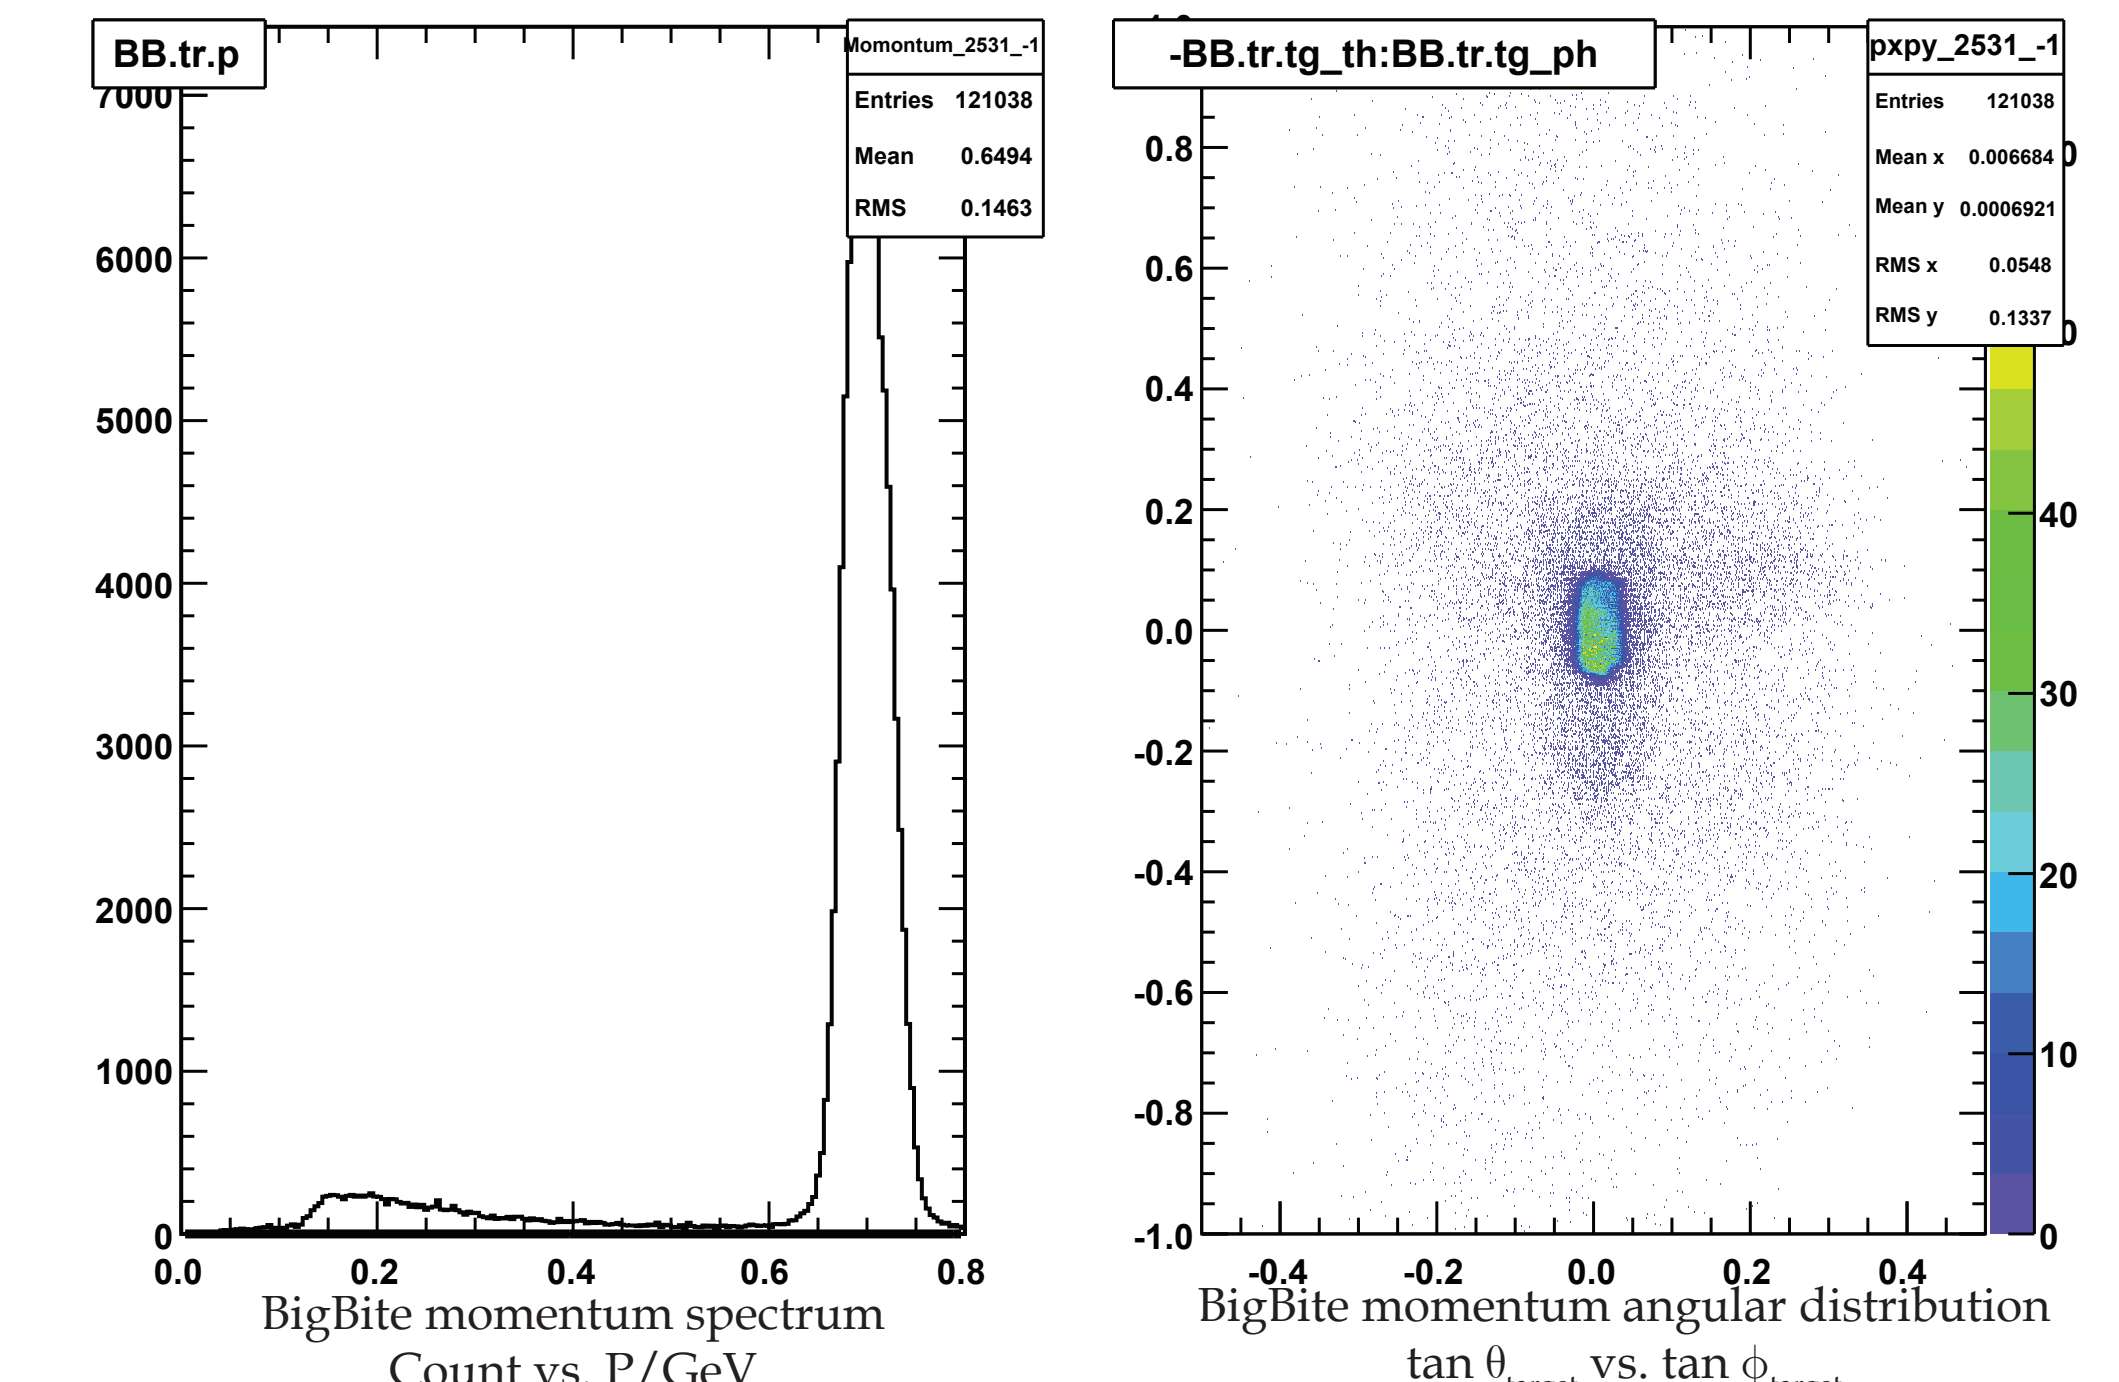 BB.tr.p
Momontum_2531_-1
Entries 121038
Mean 0.6494
RMS 0.1463
7000
6000
5000
4000
3000
2000
1000
0
0.0 0.2 0.4 0.6 0.8
BigBite momentum spectrum
Count vs. P/GeV
-BB.tr.tg_th:BB.tr.tg_ph
pxpy_2531_-1
Entries 121038
Mean x 0.006684
Mean y 0.0006921
RMS x 0.0548
RMS y 0.1337
0.8
0.6
0.4
0.2
0.0
-0.2
-0.4
-0.6
-0.8
-1.0
-0.4 -0.2 0.0 0.2 0.4
40
30
20
10
0
BigBite momentum angular distribution
tan θtarget vs. tan ϕtarget